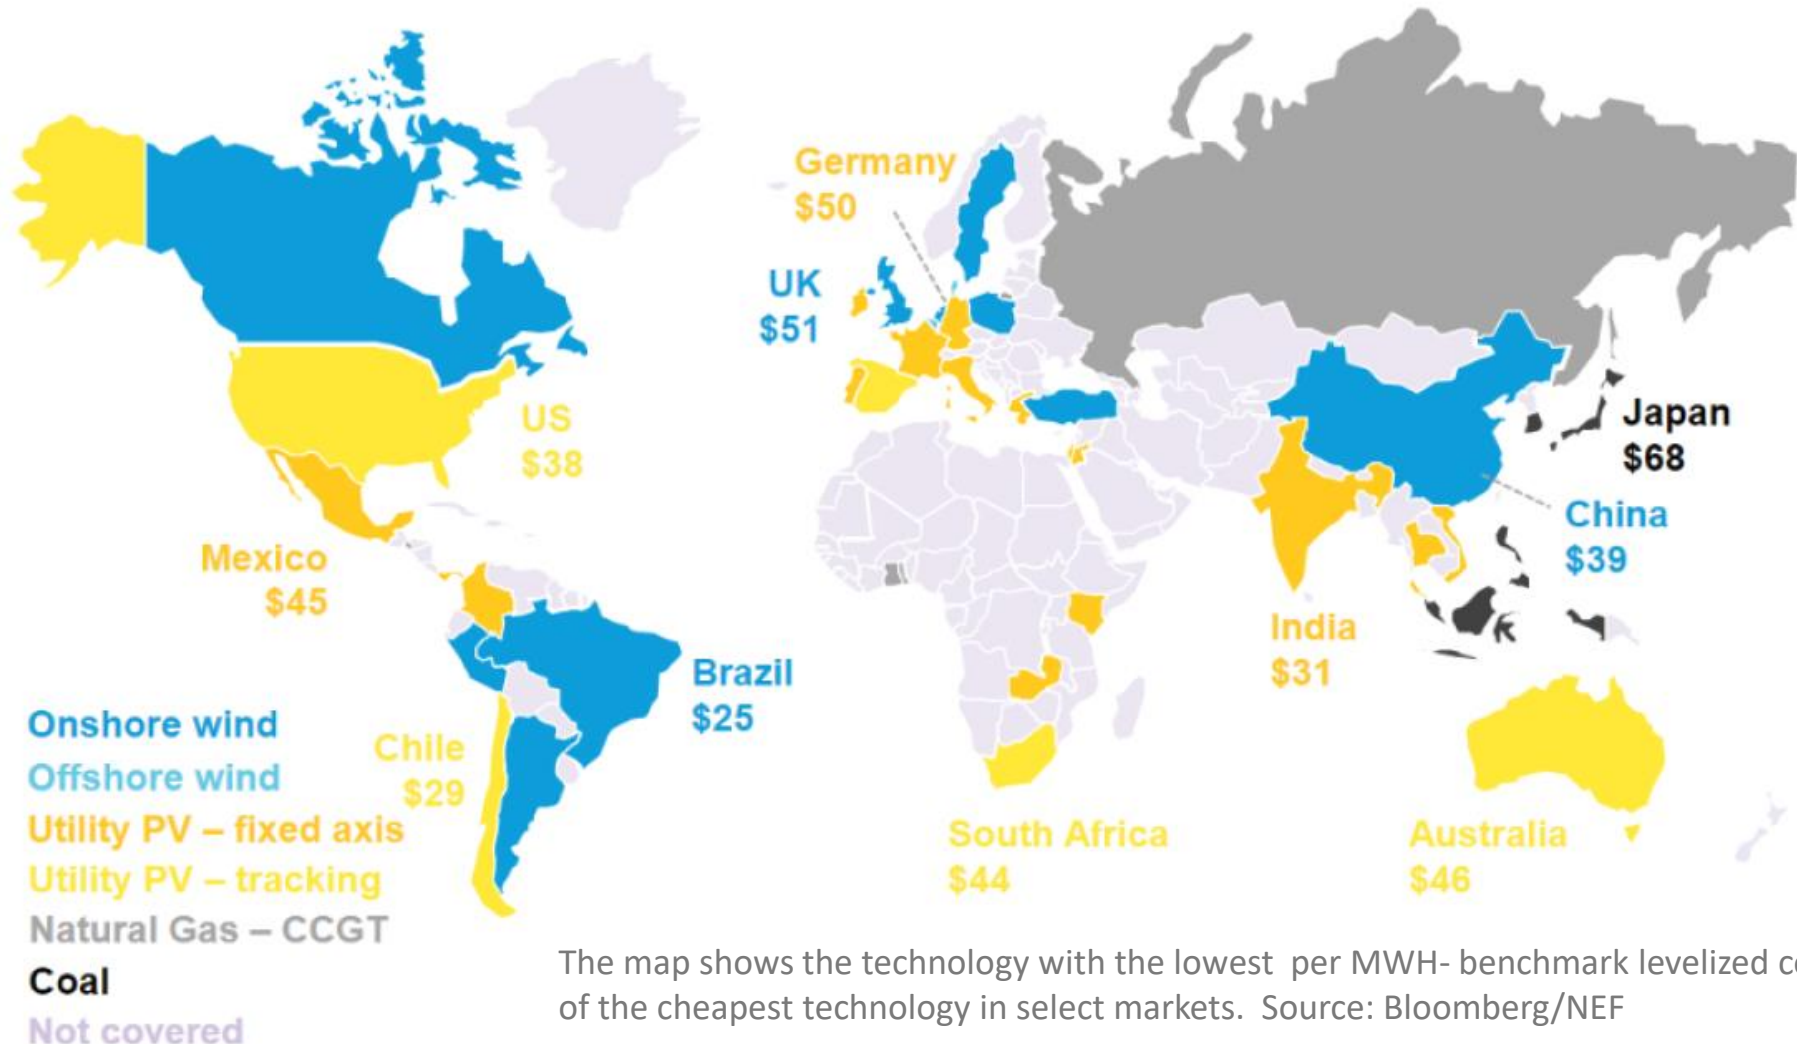 Germany
$50
UK
$51
US
$38
Japan
$68
China
$39
Mexico
$45
India
$31
Brazil
$25
Chile
$29
South Africa
$44
Australia
$46
Onshore wind
Offshore wind
Utility PV – fixed axis
Utility PV – tracking
Natural Gas – CCGT
Coal
Not covered
The map shows the technology with the lowest per MWH- benchmark levelized
of the cheapest technology in select markets. Source: Bloomberg/NEF